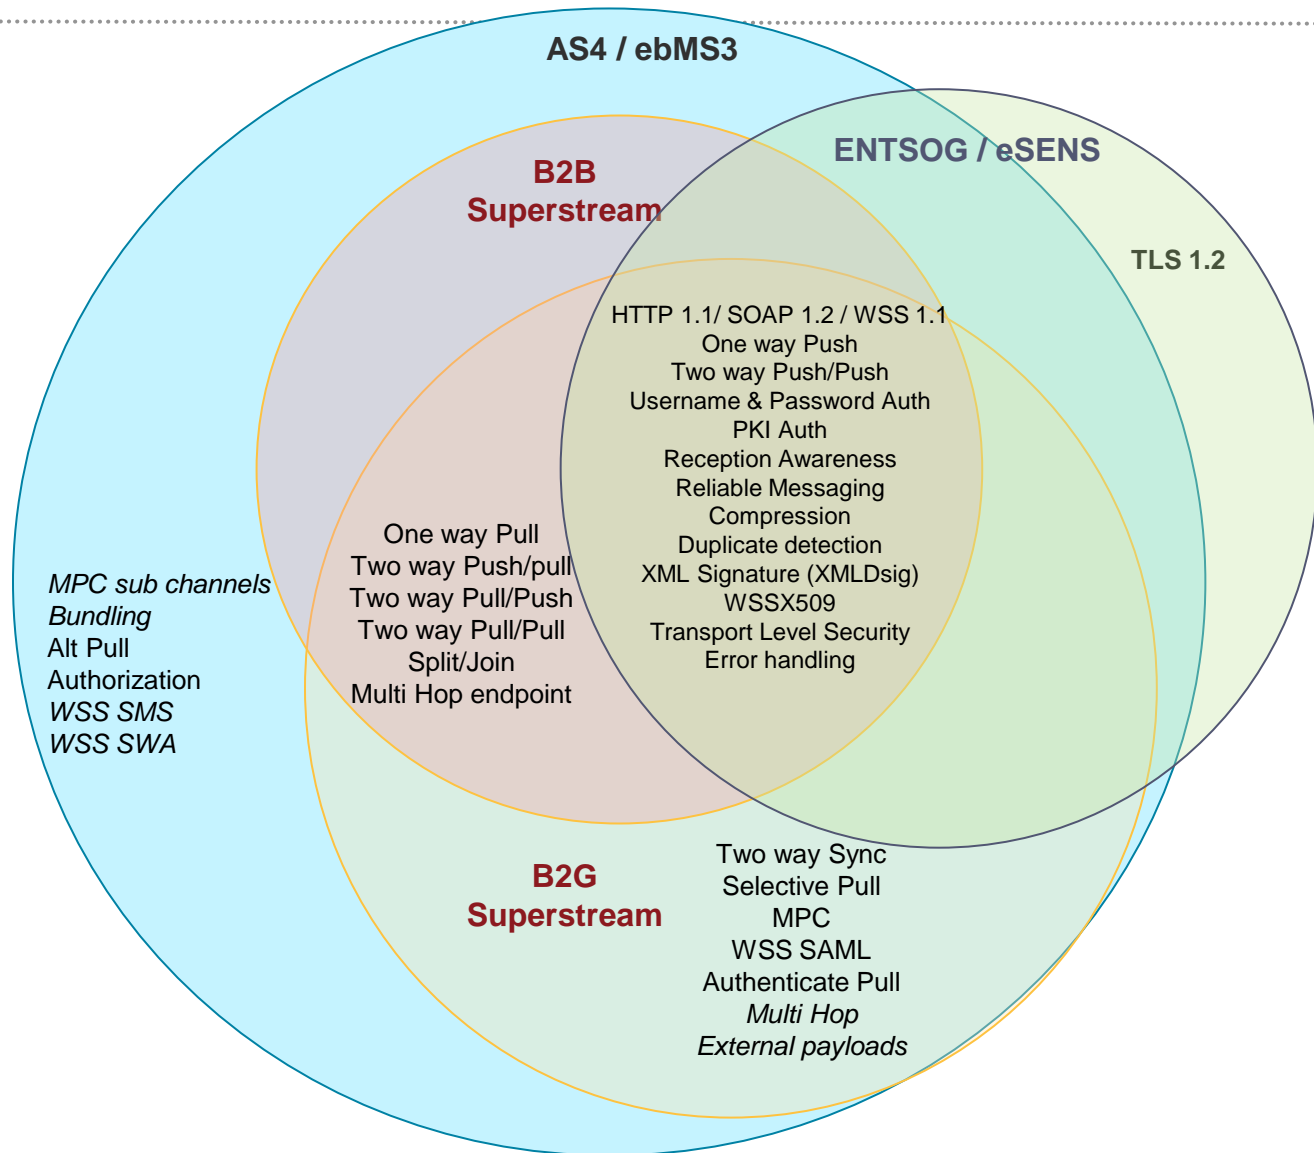 AS4 / ebMS3
ENTSOG / eSENS
B2B
Superstream
TLS 1.2
HTTP 1.1/ SOAP 1.2 / WSS 1.1
One way Push
Two way Push/Push
Username & Password Auth
PKI Auth
Reception Awareness
Reliable Messaging
Compression
Duplicate detection
XML Signature (XMLDsig)
WSSX509
Transport Level Security
Error handling
One way Pull
Two way Push/pull
Two way Pull/Push
Two way Pull/Pull
Split/Join
Multi Hop endpoint
MPC sub channels
Bundling
Alt Pull
Authorization
WSS SMS
WSS SWA
B2G
Superstream
Two way Sync
Selective Pull
MPC
WSS SAML
Authenticate Pull
Multi Hop
External payloads